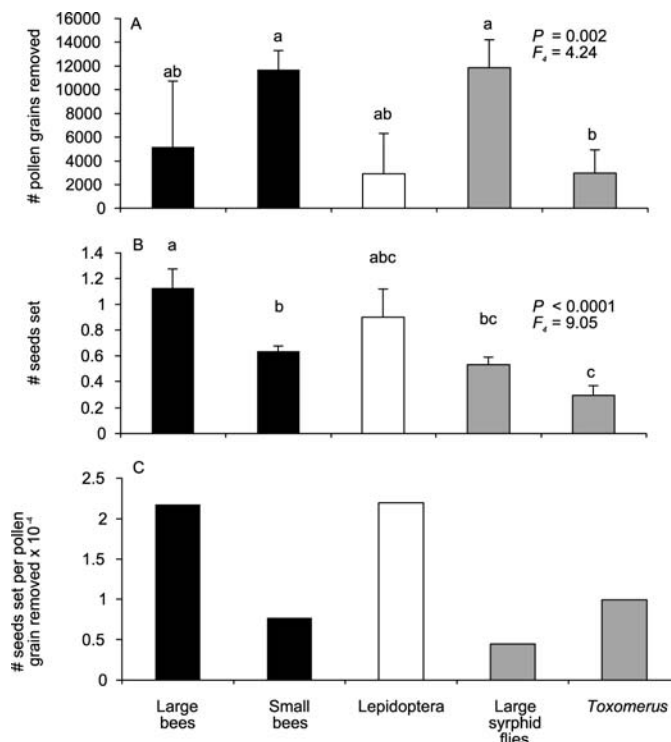 A
16000
14000
12000
10000
8000
6000
4000
2000
0
# pollen grains removed
ab
a
ab
a
b
P = 0.002
F₄ = 4.24
B
1.4
1.2
1
0.8
0.6
0.4
0.2
0
# seeds set
a
b
abc
bc
c
P < 0.0001
F₄ = 9.05
C
2.5
2
1.5
1
0.5
0
# seeds set per pollen
grain removed x 10⁻⁴
Large
bees
Small
bees
Lepidoptera
Large
syrphid
flies
Toxomerus